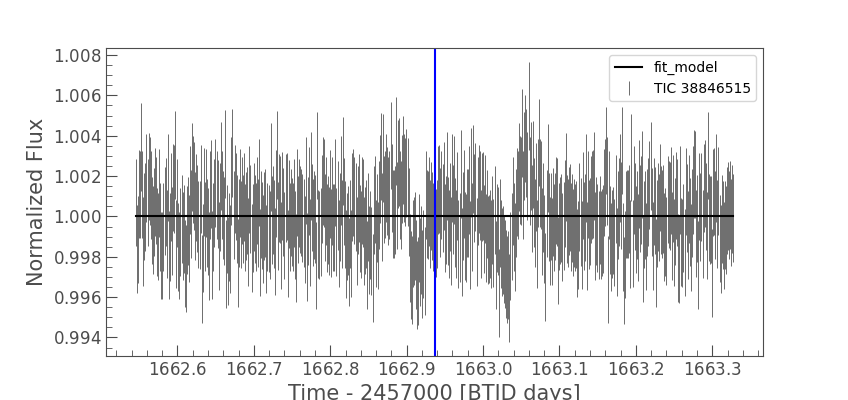 1.008
1.006
1.004
1.002
1.000
0.998
0.996
0.994
Normalized Flux
fit_model
TIC 38846515
1662.6 1662.7 1662.8 1662.9 1663.0 1663.1 1663.2 1663.3
Time - 2457000 [BTJD days]